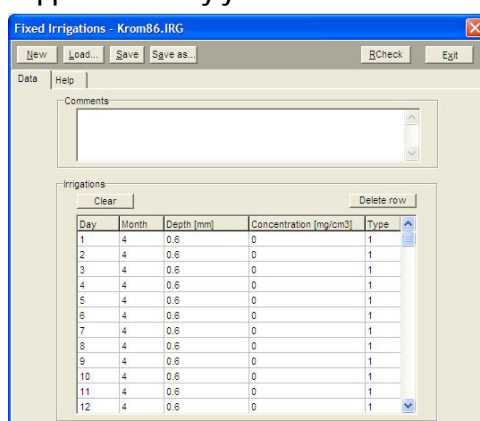 Fixed Irrigations - Krom86.IRG
New Load... Save Save as... RCheck Exit
Data Help
Comments
Irrigations
Clear Delete row
Day Month Depth [mm] Concentration [mg/cm3] Type
1 4 0.6 0 1
2 4 0.6 0 1
3 4 0.6 0 1
4 4 0.6 0 1
5 4 0.6 0 1
6 4 0.6 0 1
7 4 0.6 0 1
8 4 0.6 0 1
9 4 0.6 0 1
10 4 0.6 0 1
11 4 0.6 0 1
12 4 0.6 0 1